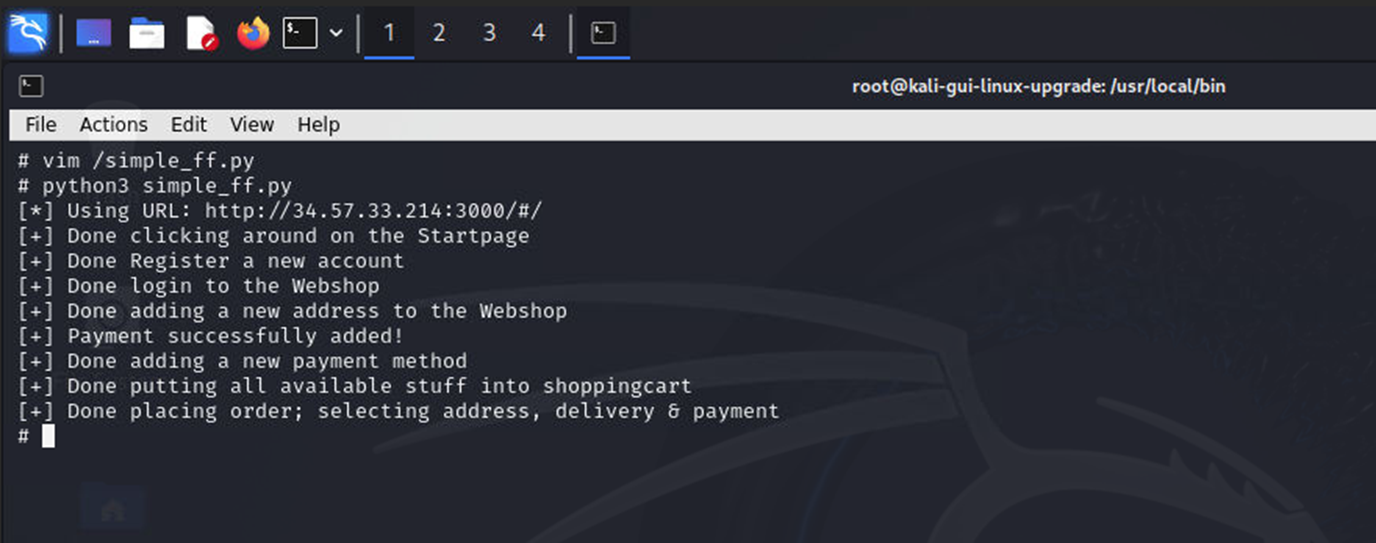 1 2 3 4
root@kali-gui-linux-upgrade: /usr/local/bin
File Actions Edit View Help
# vim /simple_ff.py
# python3 simple_ff.py
[*] Using URL: http://34.57.33.214:3000/#/
[+] Done clicking around on the Startpage
[+] Done Register a new account
[+] Done login to the Webshop
[+] Done adding a new address to the Webshop
[+] Payment successfully added!
[+] Done adding a new payment method
[+] Done putting all available stuff into shoppingcart
[+] Done placing order; selecting address, delivery & payment
#